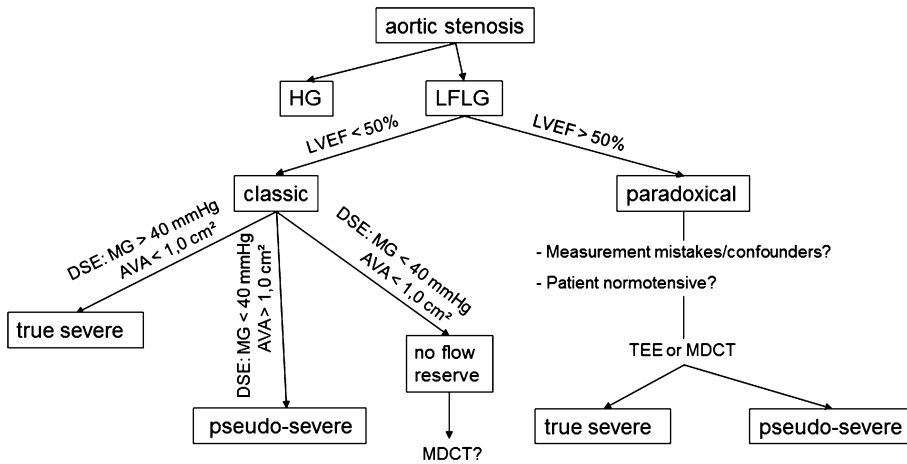 aortic stenosis
HG
LFLG
LVEF < 50%
LVEF > 50%
classic
paradoxical
DSE: MG > 40 mmHg
AVA < 1,0 cm²
DSE: MG < 40 mmHg
AVA > 1,0 cm²
DSE: MG < 40 mmHg
AVA < 1,0 cm²
- Measurement mistakes/confounders?
- Patient normotensive?
true severe
no flow
reserve
TEE or MDCT
pseudo-severe
MDCT?
true severe
pseudo-severe